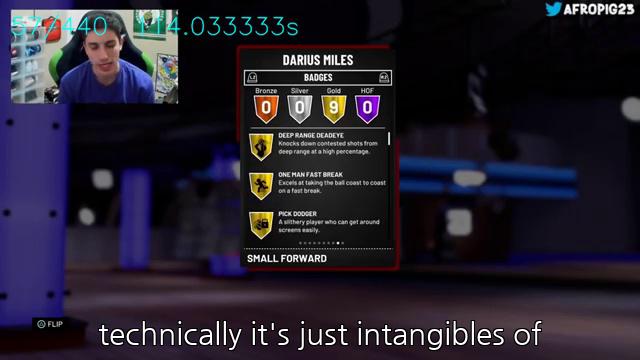 577440 114.033333s
AFROPIG23
DARIUS MILES
BADGES
Bronze Silver Gold HOF
0 0 9 0
DEEP RANGE DEADEYE
Knocks down contested shots from
deep range at a high percentage.
ONE MAN FAST BREAK
Excels at taking the ball coast to coast
on a fast break.
PICK DODGER
A slithery player who can get around
screens easily.
SMALL FORWARD
FLIP
technically it's just intangibles of